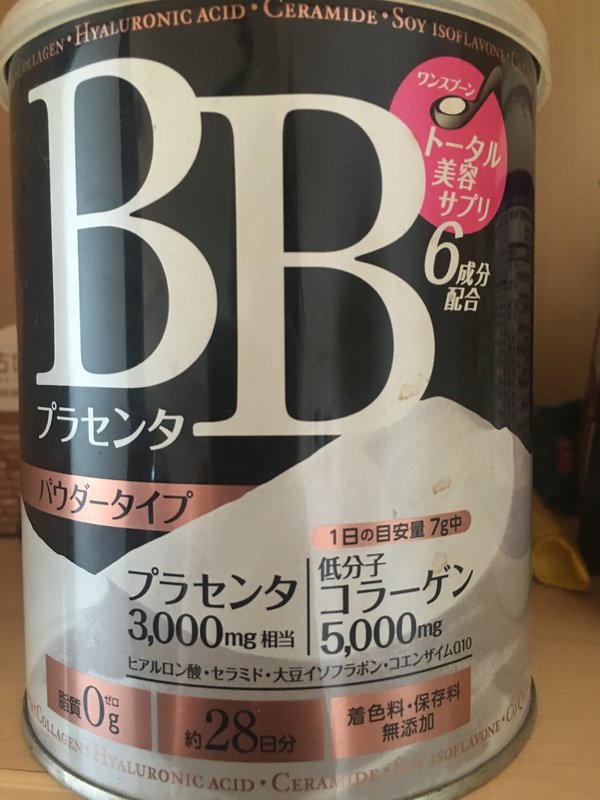 COLLAGEN・HYALURONIC ACID・CERAMIDE・SOY ISOFLAVONE・CoQ
BB
プラセンタ
ワンスプーン
トータル
美容
サプリ
6成分
配合
パウダータイプ
1日の目安量 7g中
プラセンタ
3,000mg 相当
低分子
コラーゲン
5,000mg
ヒアルロン酸・セラミド・大豆イソフラボン・コエンザイムQ10
脂質0ゼロg
約28日分
着色料・保存料
無添加
COLLAGEN・HYALURONIC ACID・CERAMIDE・SOY ISOFLAVONE・CoQ